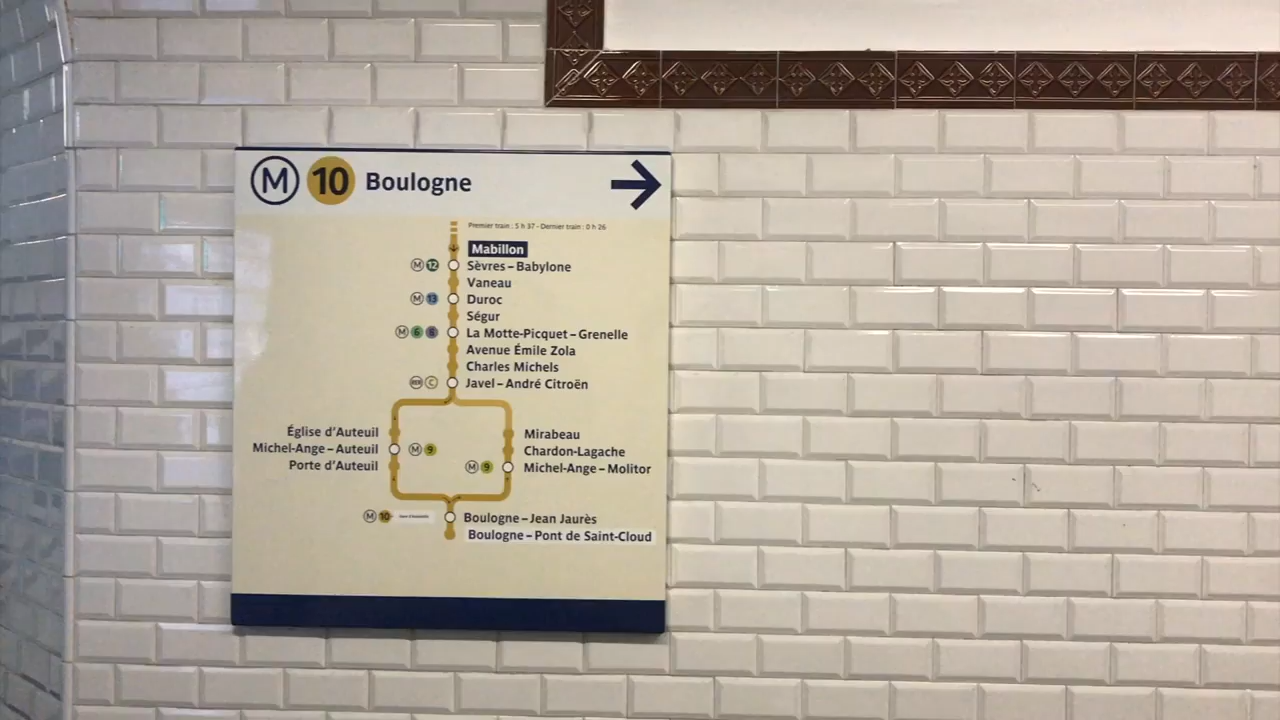 M 10 Boulogne
Premier train : 5 h 37 - Dernier train : 0 h 26
Mabillon
M 12 Sèvres – Babylone
Vaneau
M 13 Duroc
Ségur
M 6 8 La Motte-Picquet – Grenelle
Avenue Émile Zola
Charles Michels
RER C Javel – André Citroën
Église d'Auteuil
Michel-Ange – Auteuil M 9
Porte d'Auteuil
Mirabeau
Chardon-Lagache
M 9 Michel-Ange – Molitor
M 10 Boulogne – Jean Jaurès
Boulogne – Pont de Saint-Cloud